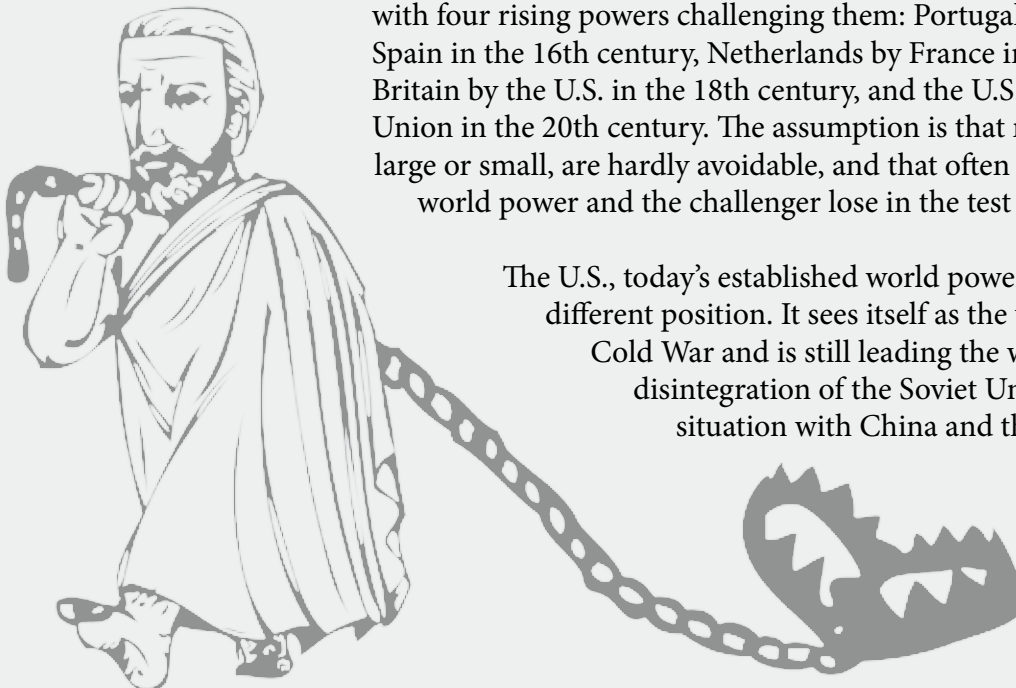 with four rising powers challenging them: Portugal
Spain in the 16th century, Netherlands by France i
Britain by the U.S. in the 18th century, and the U.S
Union in the 20th century. The assumption is that
large or small, are hardly avoidable, and that often
world power and the challenger lose in the test
The U.S., today's established world powe
different position. It sees itself as the
Cold War and is still leading the
disintegration of the Soviet Un
situation with China and th